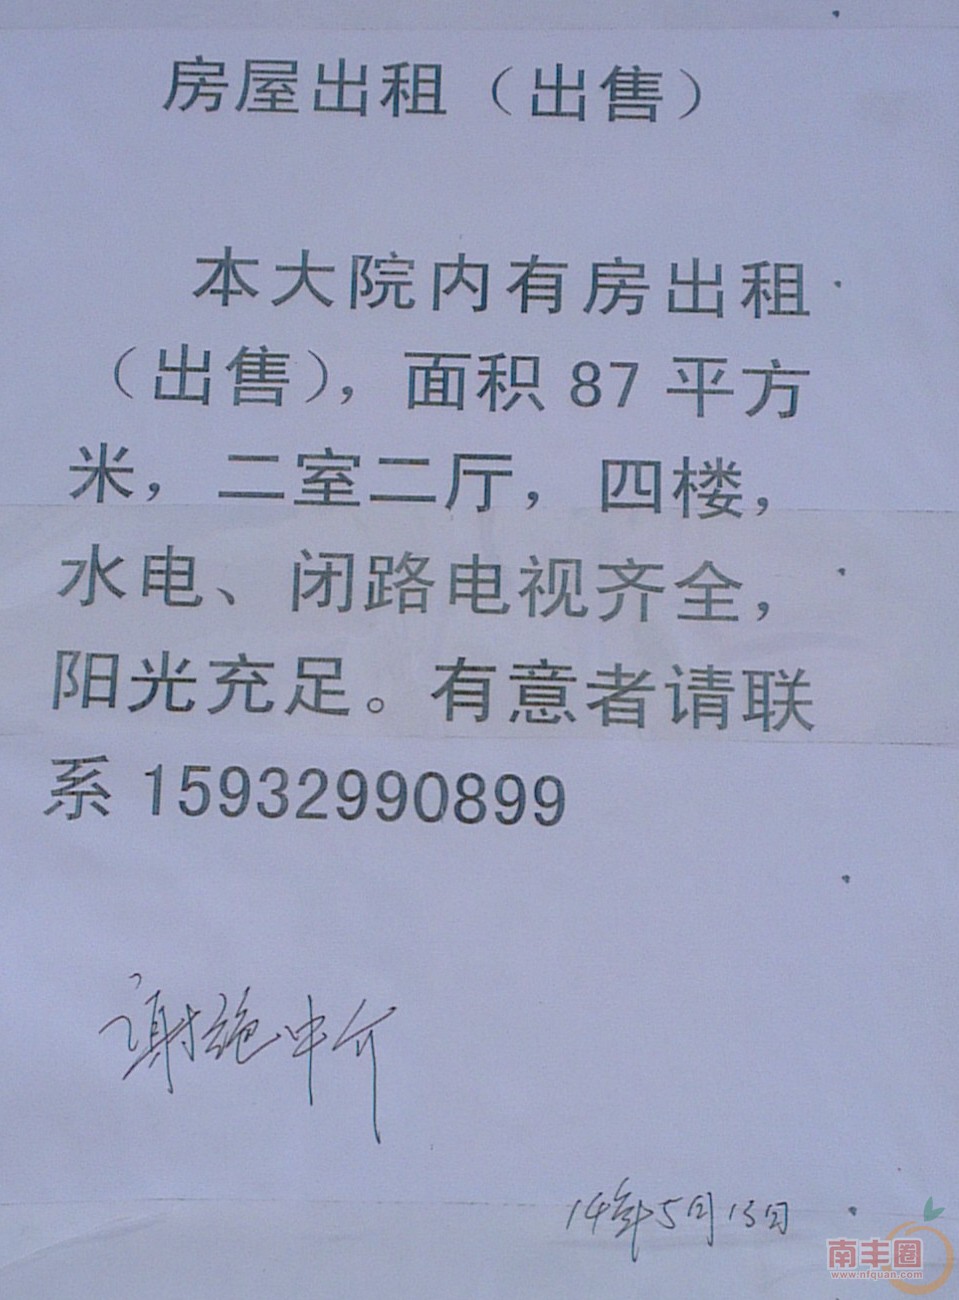 房屋出租（出售）
本大院内有房出租
（出售），面积 87 平方
米，二室二厅，四楼，
水电、闭路电视齐全，
阳光充足。有意者请联
系 15932990899
谢绝中介
14年5月13日
南丰圈
www.nfquan.com